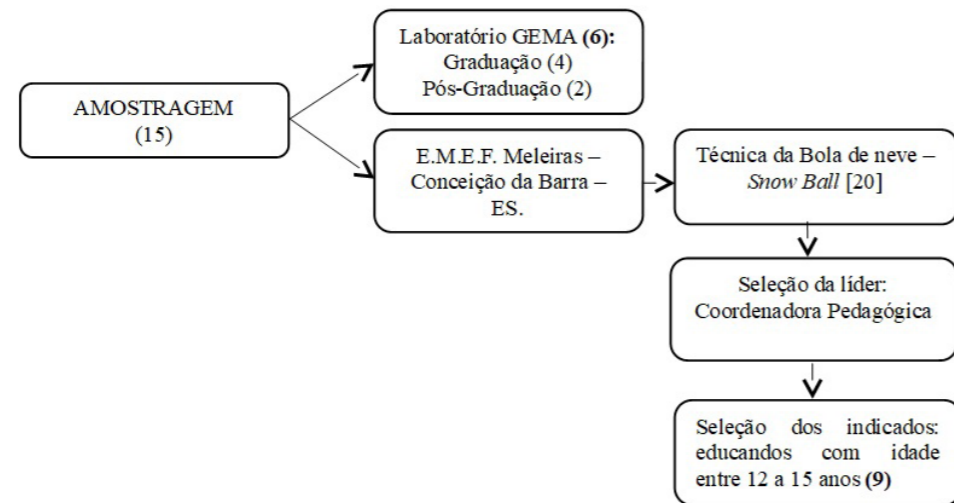 AMOSTRAGEM
(15)
Laboratório GEMA (6):
Graduação (4)
Pós-Graduação (2)
E.M.E.F. Meleiras –
Conceição da Barra –
ES.
Técnica da Bola de neve –
Snow Ball [20]
Seleção da líder:
Coordenadora Pedagógica
Seleção dos indicados:
educandos com idade
entre 12 a 15 anos (9)